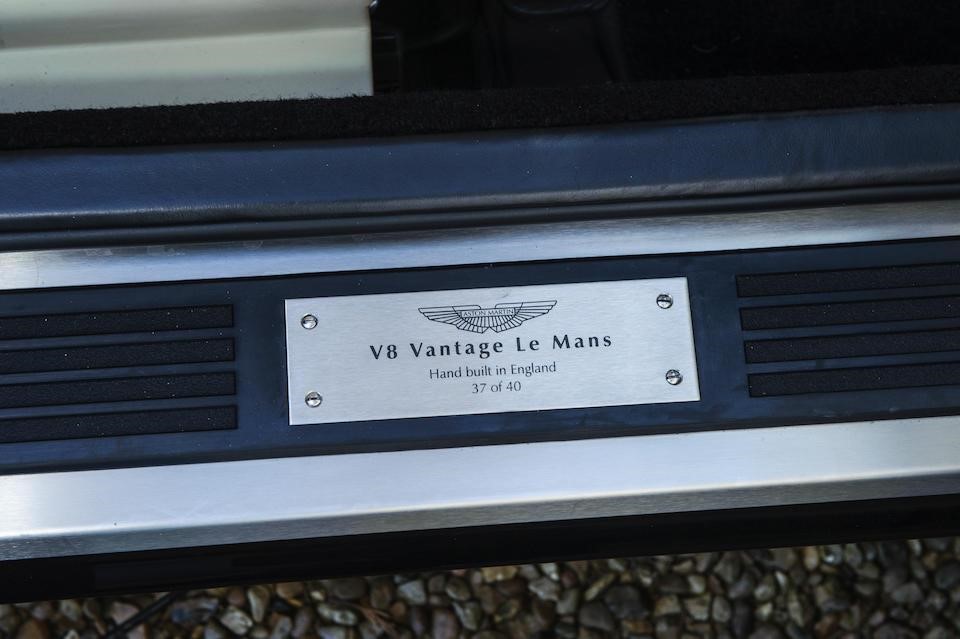 ASTON MARTIN
V8 Vantage Le Mans
Hand built in England
37 of 40